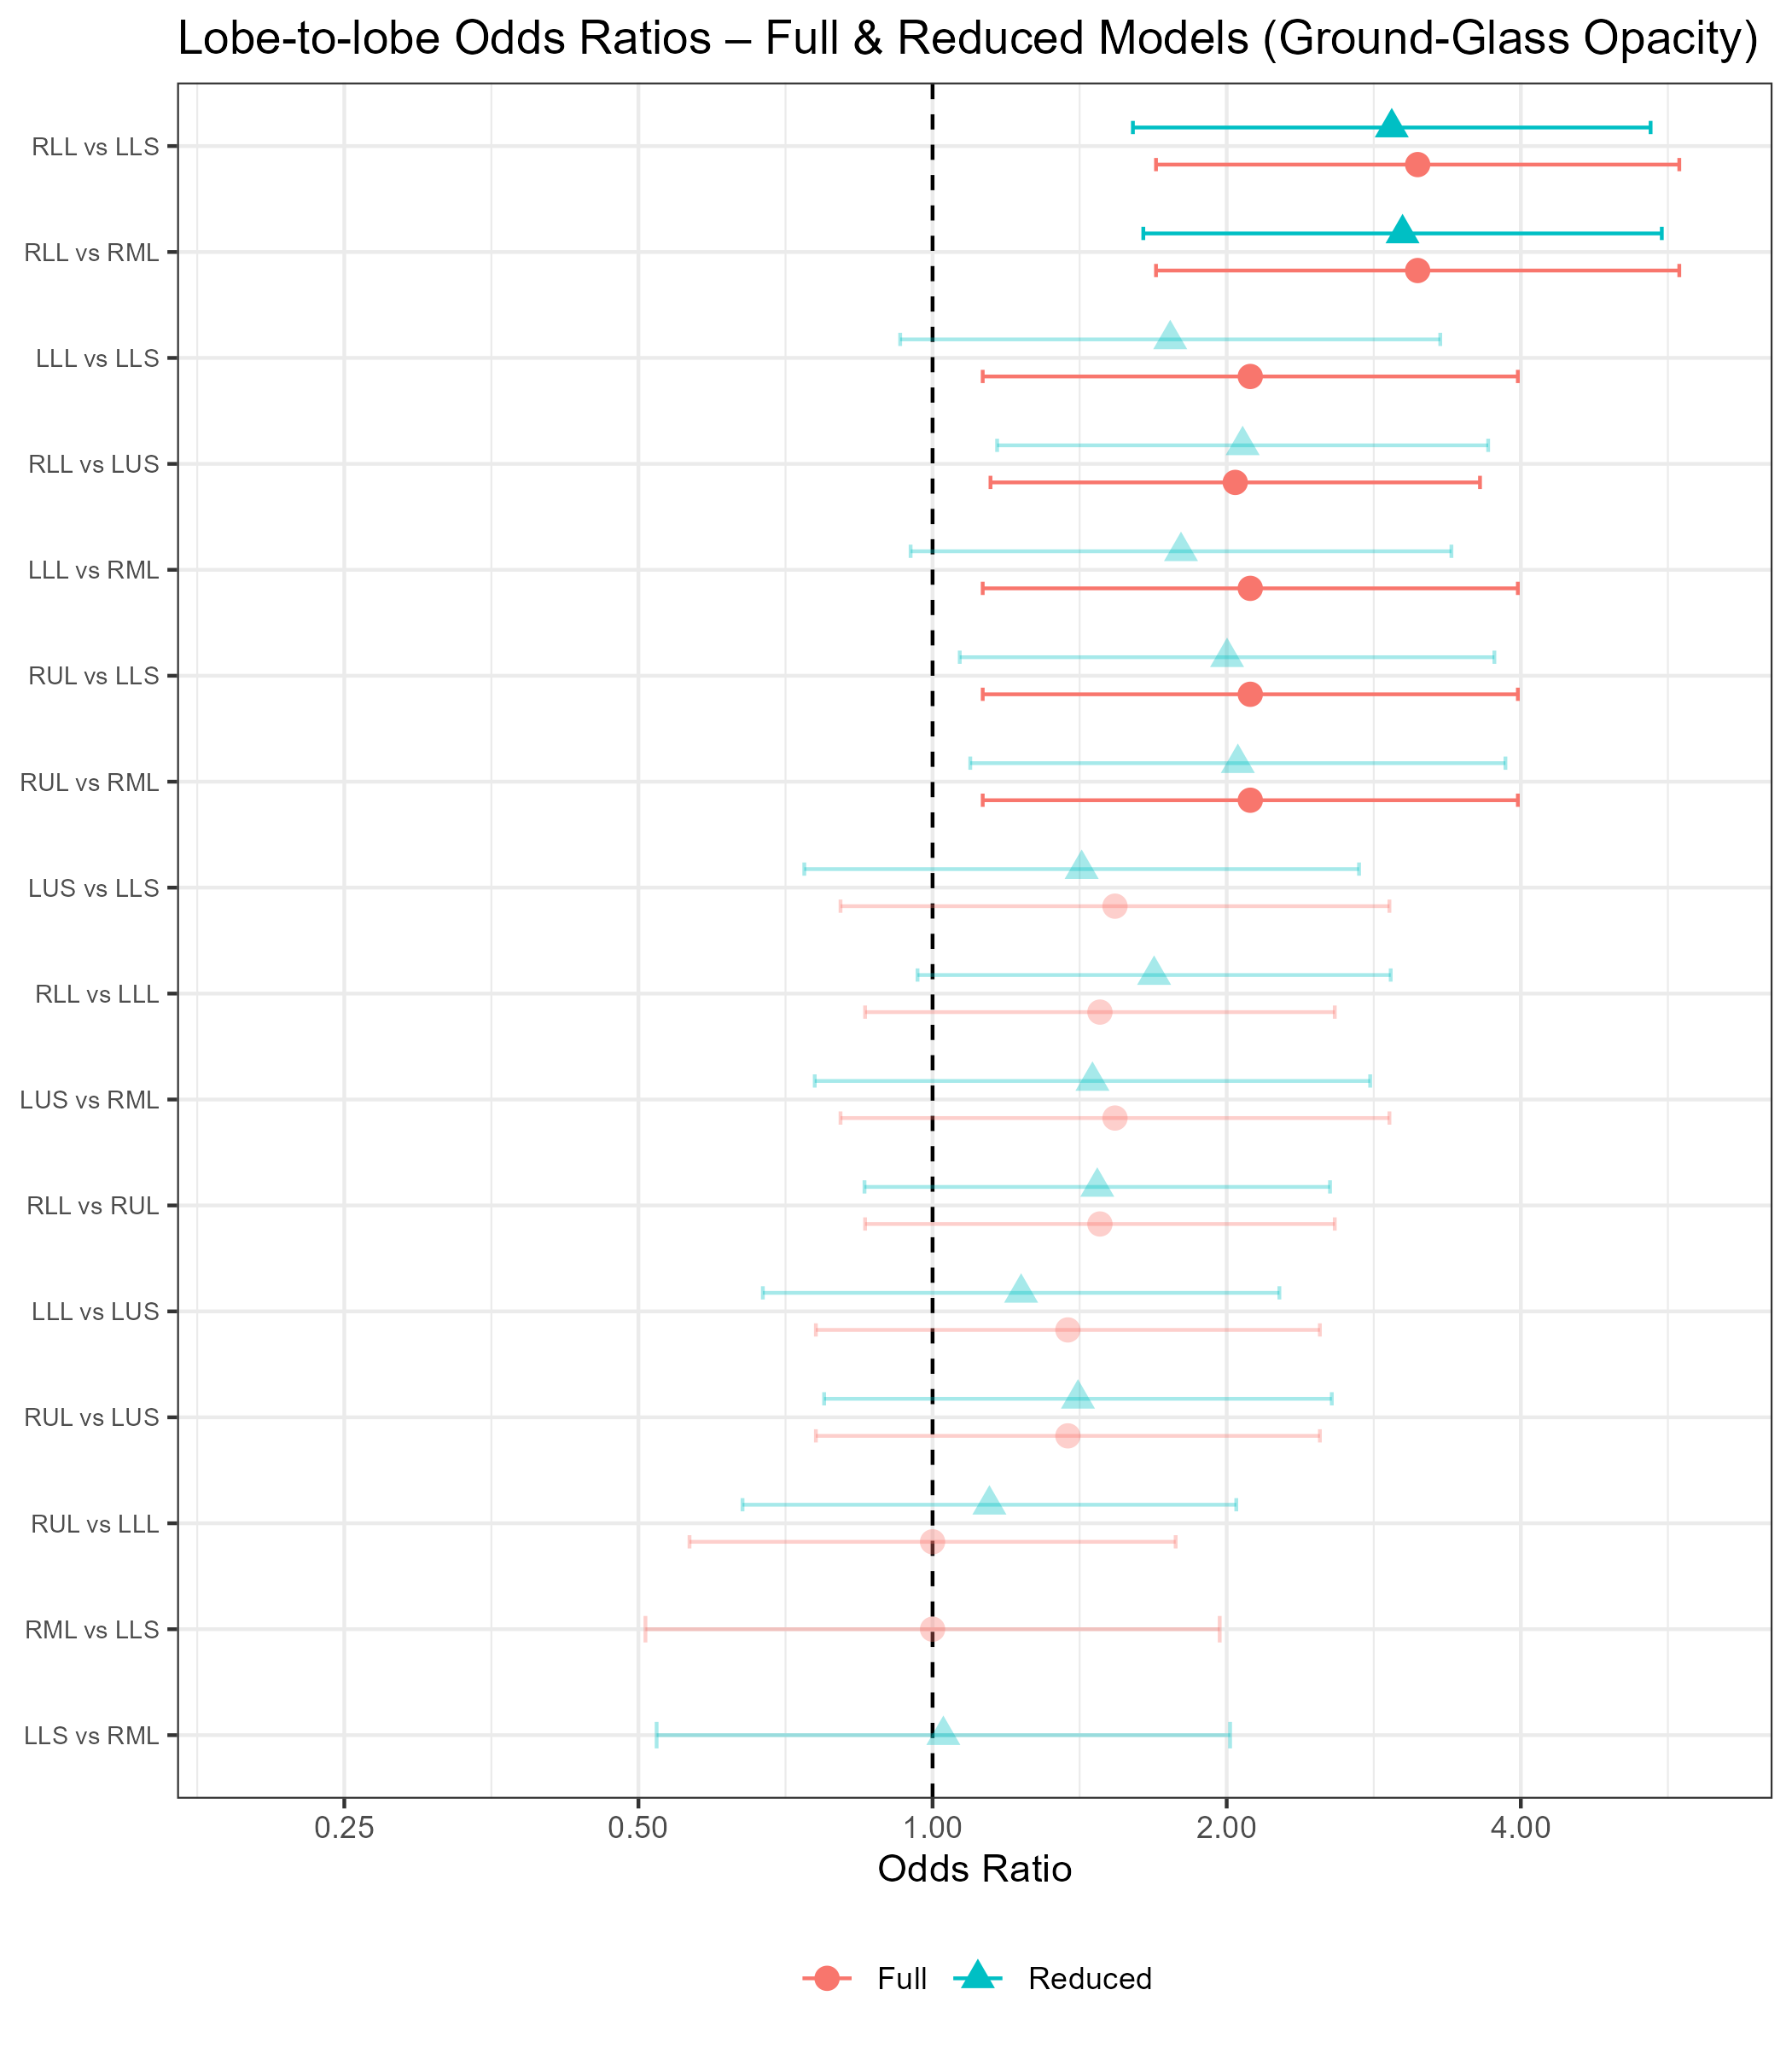 Lobe-to-lobe Odds Ratios – Full & Reduced Models (Ground-Glass Opacity)
RLL vs LLS
RLL vs RML
LLL vs LLS
RLL vs LUS
LLL vs RML
RUL vs LLS
RUL vs RML
LUS vs LLS
RLL vs LLL
LUS vs RML
RLL vs RUL
LLL vs LUS
RUL vs LUS
RUL vs LLL
RML vs LLS
LLS vs RML
0.25 0.50 1.00 2.00 4.00
Odds Ratio
Full Reduced